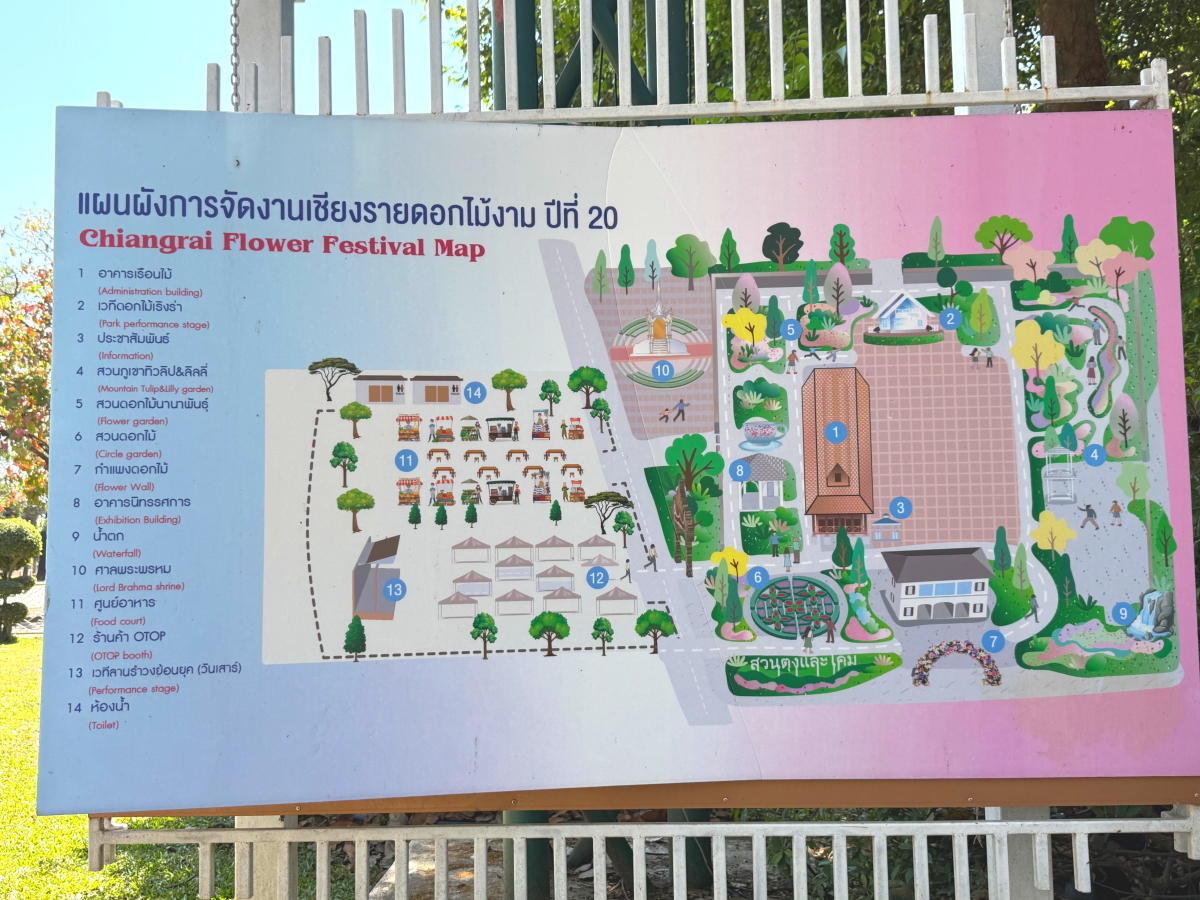 แผนผังการจัดงานเชียงรายดอกไม้งาม ปีที่ 20
Chiangrai Flower Festival Map
1 อาคารเรือนไม้
(Administration building)
2 เวทีดอกไม้เริงร่า
(Park performance stage)
3 ประชาสัมพันธ์
(Information)
4 สวนภูเขาทิวลิป&ลิลลี่
(Mountain Tulip&Lilly garden)
5 สวนดอกไม้นานาพันธุ์
(Flower garden)
6 สวนดอกไม้
(Circle garden)
7 กำแพงดอกไม้
(Flower Wall)
8 อาคารนิทรรศการ
(Exhibition Building)
9 น้ำตก
(Waterfall)
10 ศาลพระพรหม
(Lord Brahma shrine)
11 ศูนย์อาหาร
(Food court)
12 ร้านค้า OTOP
(OTOP booth)
13 เวทีลานรำวงย้อนยุค (วันเสาร์)
(Performance stage)
14 ห้องน้ำ
(Toilet)
2
5
10
14
1
11
4
8
3
12
6
13
9
7
สวนตุงและโคม